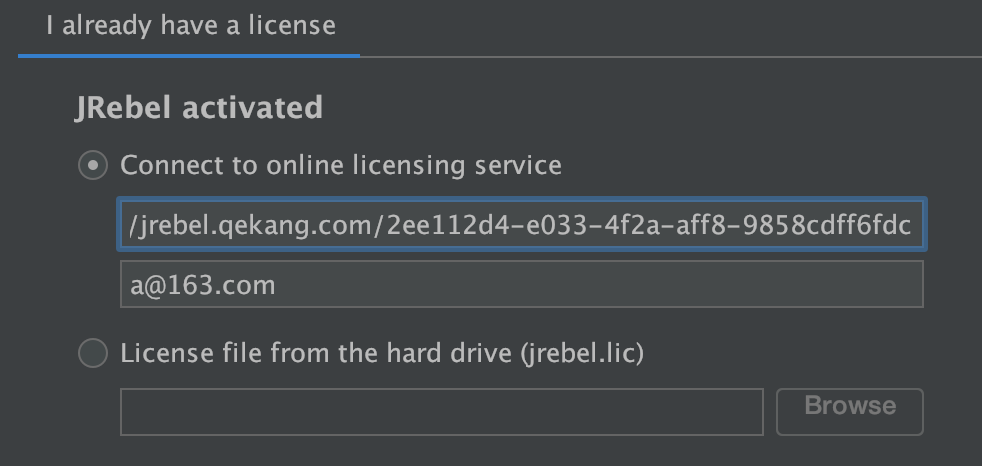 I already have a license
JRebel activated
Connect to online licensing service
/jrebel.qekang.com/2ee112d4-e033-4f2a-aff8-9858cdff6fdc
a@163.com
License file from the hard drive (jrebel.lic)
Browse